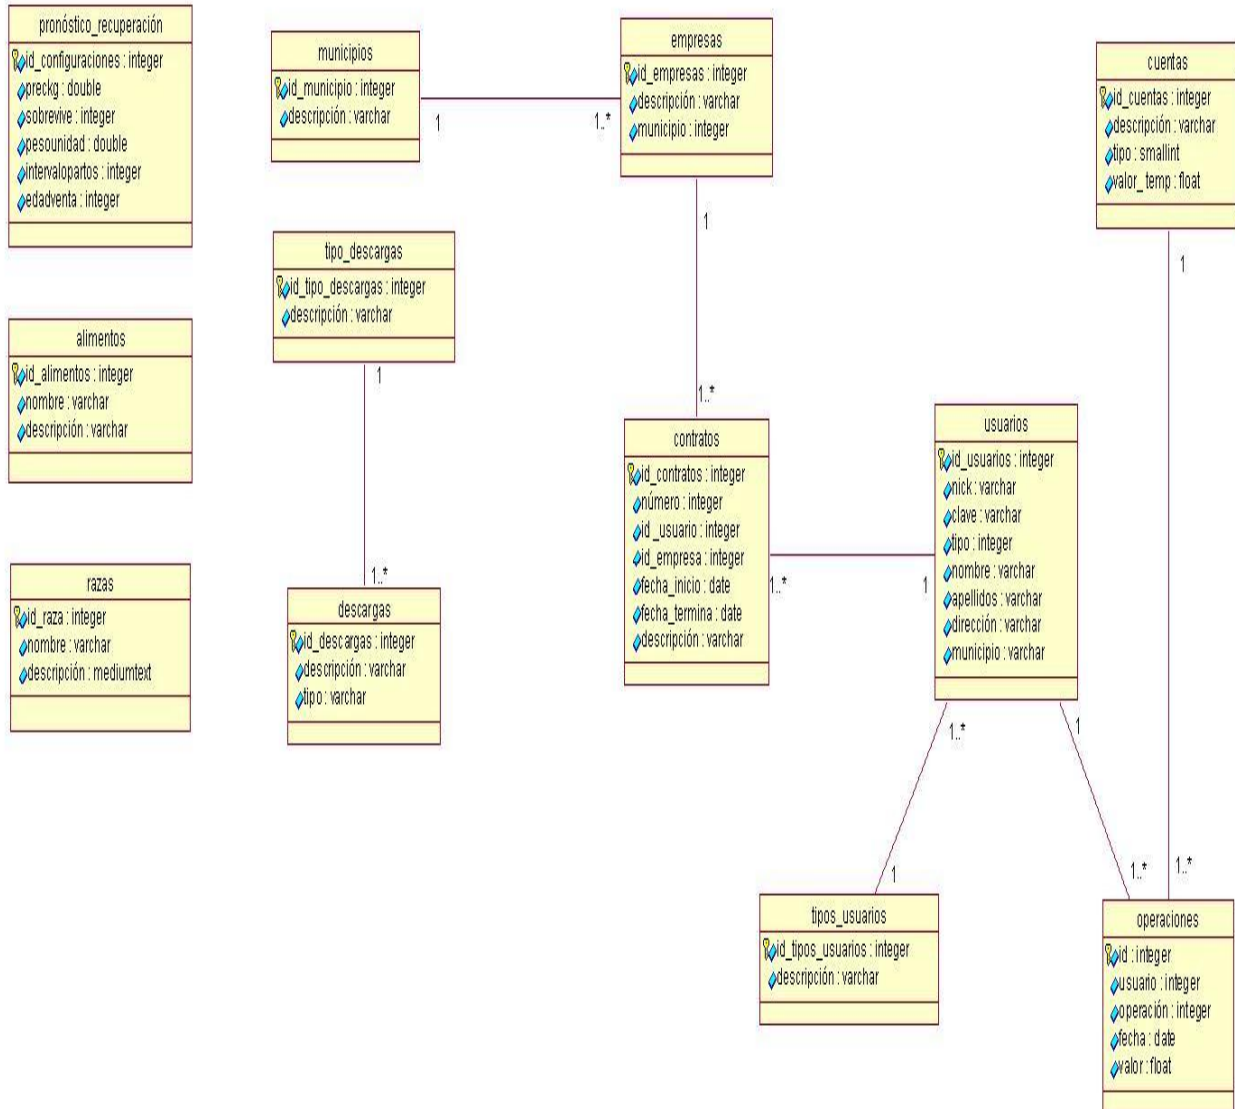 pronóstico_recuperación
id_configuraciones : integer
preckg : double
sobrevive : integer
pesounidad : double
intervalopartos : integer
edadventa : integer
municipios
id_municipio : integer
descripción : varchar
1
1..*
empresas
id_empresas : integer
descripción : varchar
municipio : integer
1
cuentas
id_cuentas : integer
descripción : varchar
tipo : smallint
valor_temp : float
1
tipo_descargas
id_tipo_descargas : integer
descripción : varchar
1
alimentos
id_alimentos : integer
nombre : varchar
descripción : varchar
1..*
contratos
id_contratos : integer
número : integer
id_usuario : integer
id_empresa : integer
fecha_inicio : date
fecha_termina : date
descripción : varchar
1..*
1
usuarios
id_usuarios : integer
nick : varchar
clave : varchar
tipo : integer
nombre : varchar
apellidos : varchar
dirección : varchar
municipio : varchar
1..*
1
razas
id_raza : integer
nombre : varchar
descripción : mediumtext
1..*
descargas
id_descargas : integer
descripción : varchar
tipo : varchar
1
1..*
1..*
tipos_usuarios
id_tipos_usuarios : integer
descripción : varchar
operaciones
id : integer
usuario : integer
operación : integer
fecha : date
valor : float